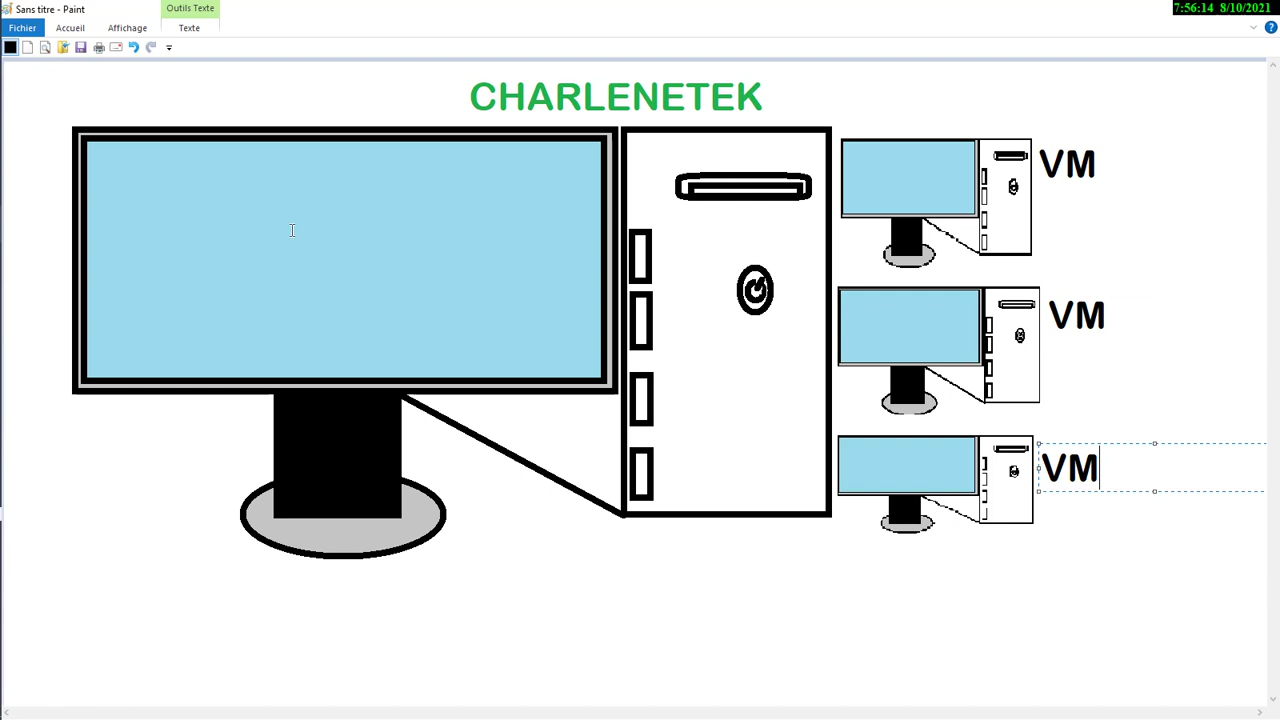 Sans titre - Paint
Outils Texte
7:56:14 8/10/2021
Fichier Accueil Affichage Texte
CHARLENETEK
VM
VM
VM